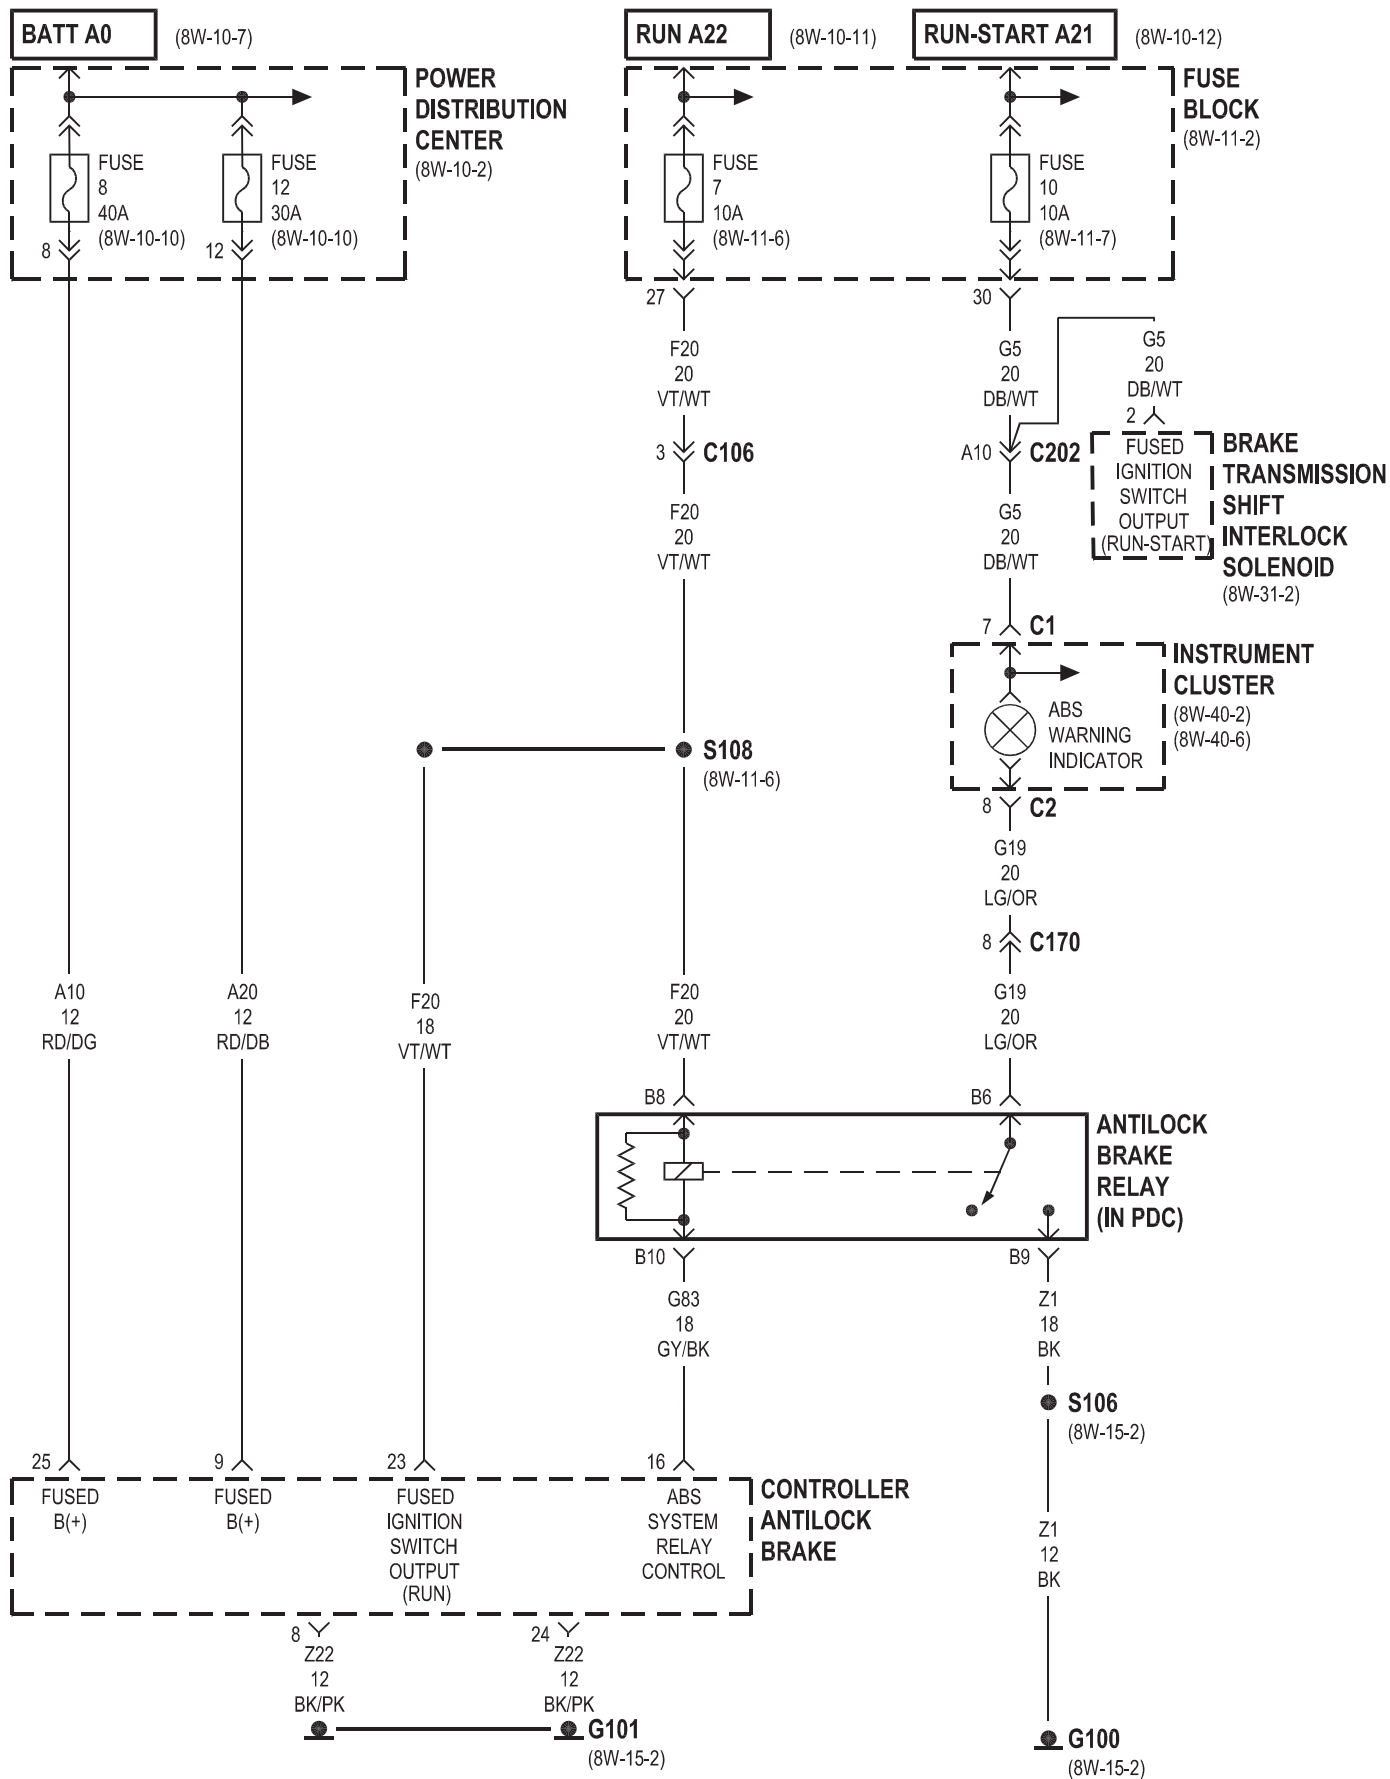 BATT A0
(8W-10-7)
RUN A22
(8W-10-11)
RUN-START A21
(8W-10-12)
POWER
DISTRIBUTION
CENTER
(8W-10-2)
FUSE
BLOCK
(8W-11-2)
FUSE
8
40A
(8W-10-10)
8
FUSE
12
30A
(8W-10-10)
12
FUSE
7
10A
(8W-11-6)
27
FUSE
10
10A
(8W-11-7)
30
F20
20
VT/WT
G5
20
DB/WT
G5
20
DB/WT
2
3
C106
A10
C202
FUSED
IGNITION
SWITCH
OUTPUT
(RUN-START)
BRAKE
TRANSMISSION
SHIFT
INTERLOCK
SOLENOID
(8W-31-2)
F20
20
VT/WT
G5
20
DB/WT
7
C1
INSTRUMENT
CLUSTER
(8W-40-2)
(8W-40-6)
ABS
WARNING
INDICATOR
S108
(8W-11-6)
8
C2
G19
20
LG/OR
8
C170
A10
12
RD/DG
A20
12
RD/DB
F20
18
VT/WT
F20
20
VT/WT
G19
20
LG/OR
B8
B6
ANTILOCK
BRAKE
RELAY
(IN PDC)
B10
B9
G83
18
GY/BK
Z1
18
BK
S106
(8W-15-2)
25
9
23
16
FUSED
B(+)
FUSED
B(+)
FUSED
IGNITION
SWITCH
OUTPUT
(RUN)
ABS
SYSTEM
RELAY
CONTROL
CONTROLLER
ANTILOCK
BRAKE
Z1
12
BK
8
Z22
12
BK/PK
24
Z22
12
BK/PK
G101
(8W-15-2)
G100
(8W-15-2)